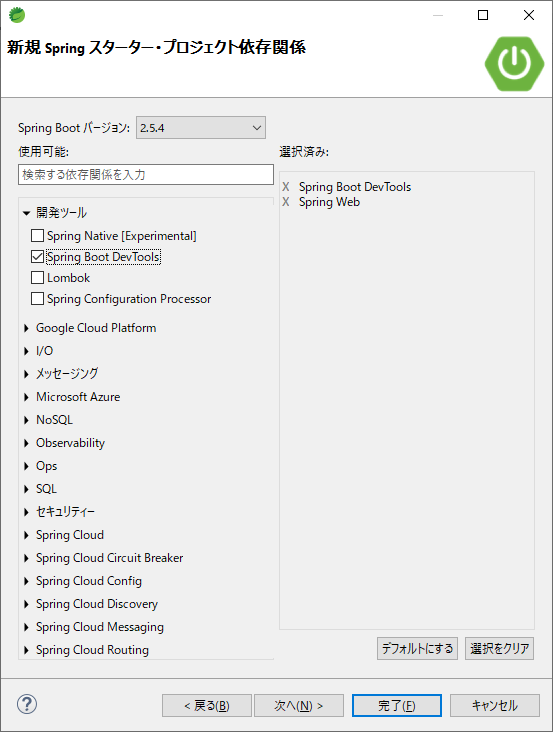 新規 Spring スターター・プロジェクト依存関係
Spring Boot バージョン: 2.5.4
使用可能:
検索する依存関係を入力
開発ツール
Spring Native [Experimental]
Spring Boot DevTools
Lombok
Spring Configuration Processor
Google Cloud Platform
I/O
メッセージング
Microsoft Azure
NoSQL
Observability
Ops
SQL
セキュリティー
Spring Cloud
Spring Cloud Circuit Breaker
Spring Cloud Config
Spring Cloud Discovery
Spring Cloud Messaging
Spring Cloud Routing
選択済み:
X Spring Boot DevTools
X Spring Web
デフォルトにする 選択をクリア
? < 戻る(B) 次へ(N) > 完了(F) キャンセル